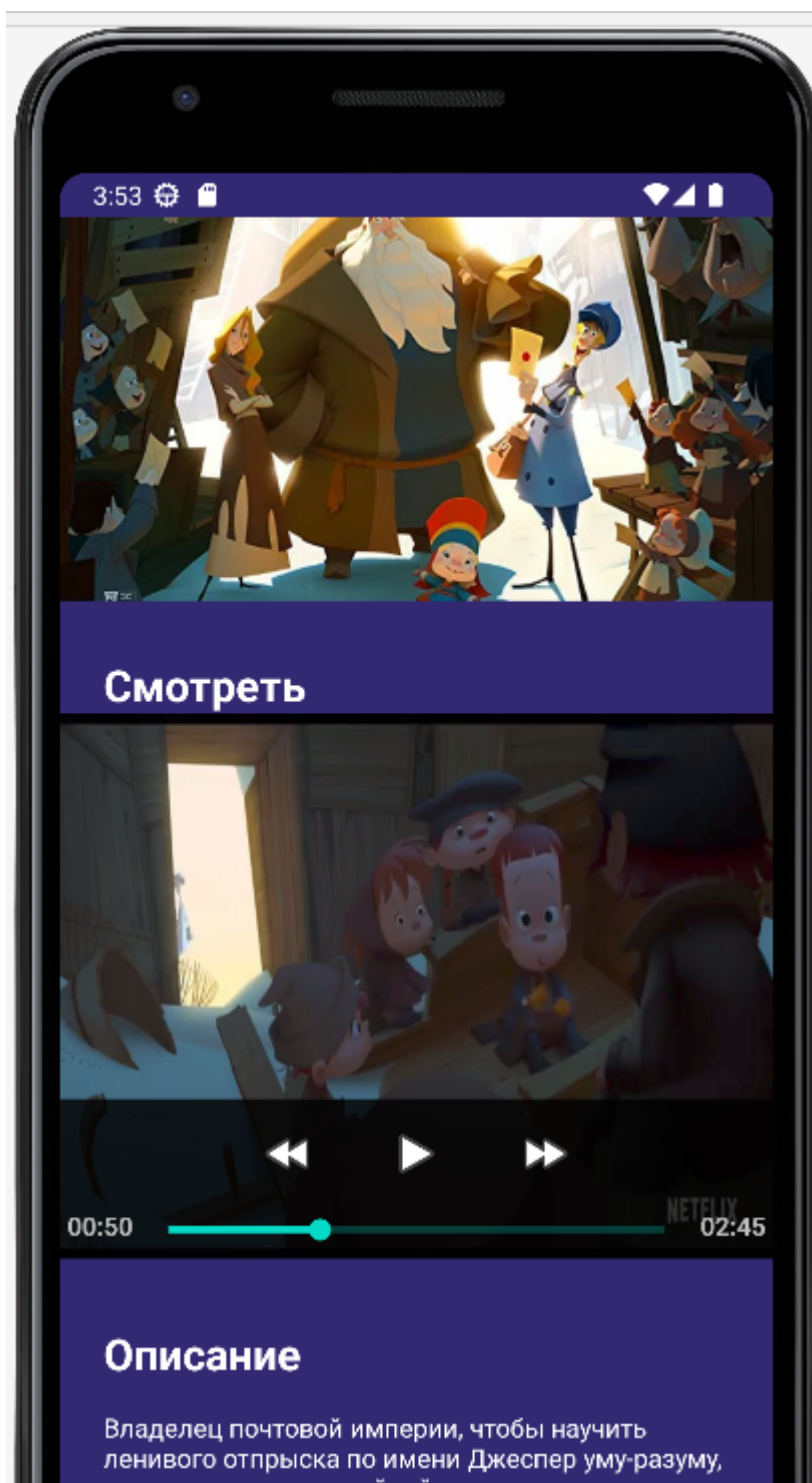 3:53
Смотреть
NETFLIX
00:50
02:45
Описание
Владелец почтовой империи, чтобы научить
ленивого отпрыска по имени Джеспер уму-разуму,